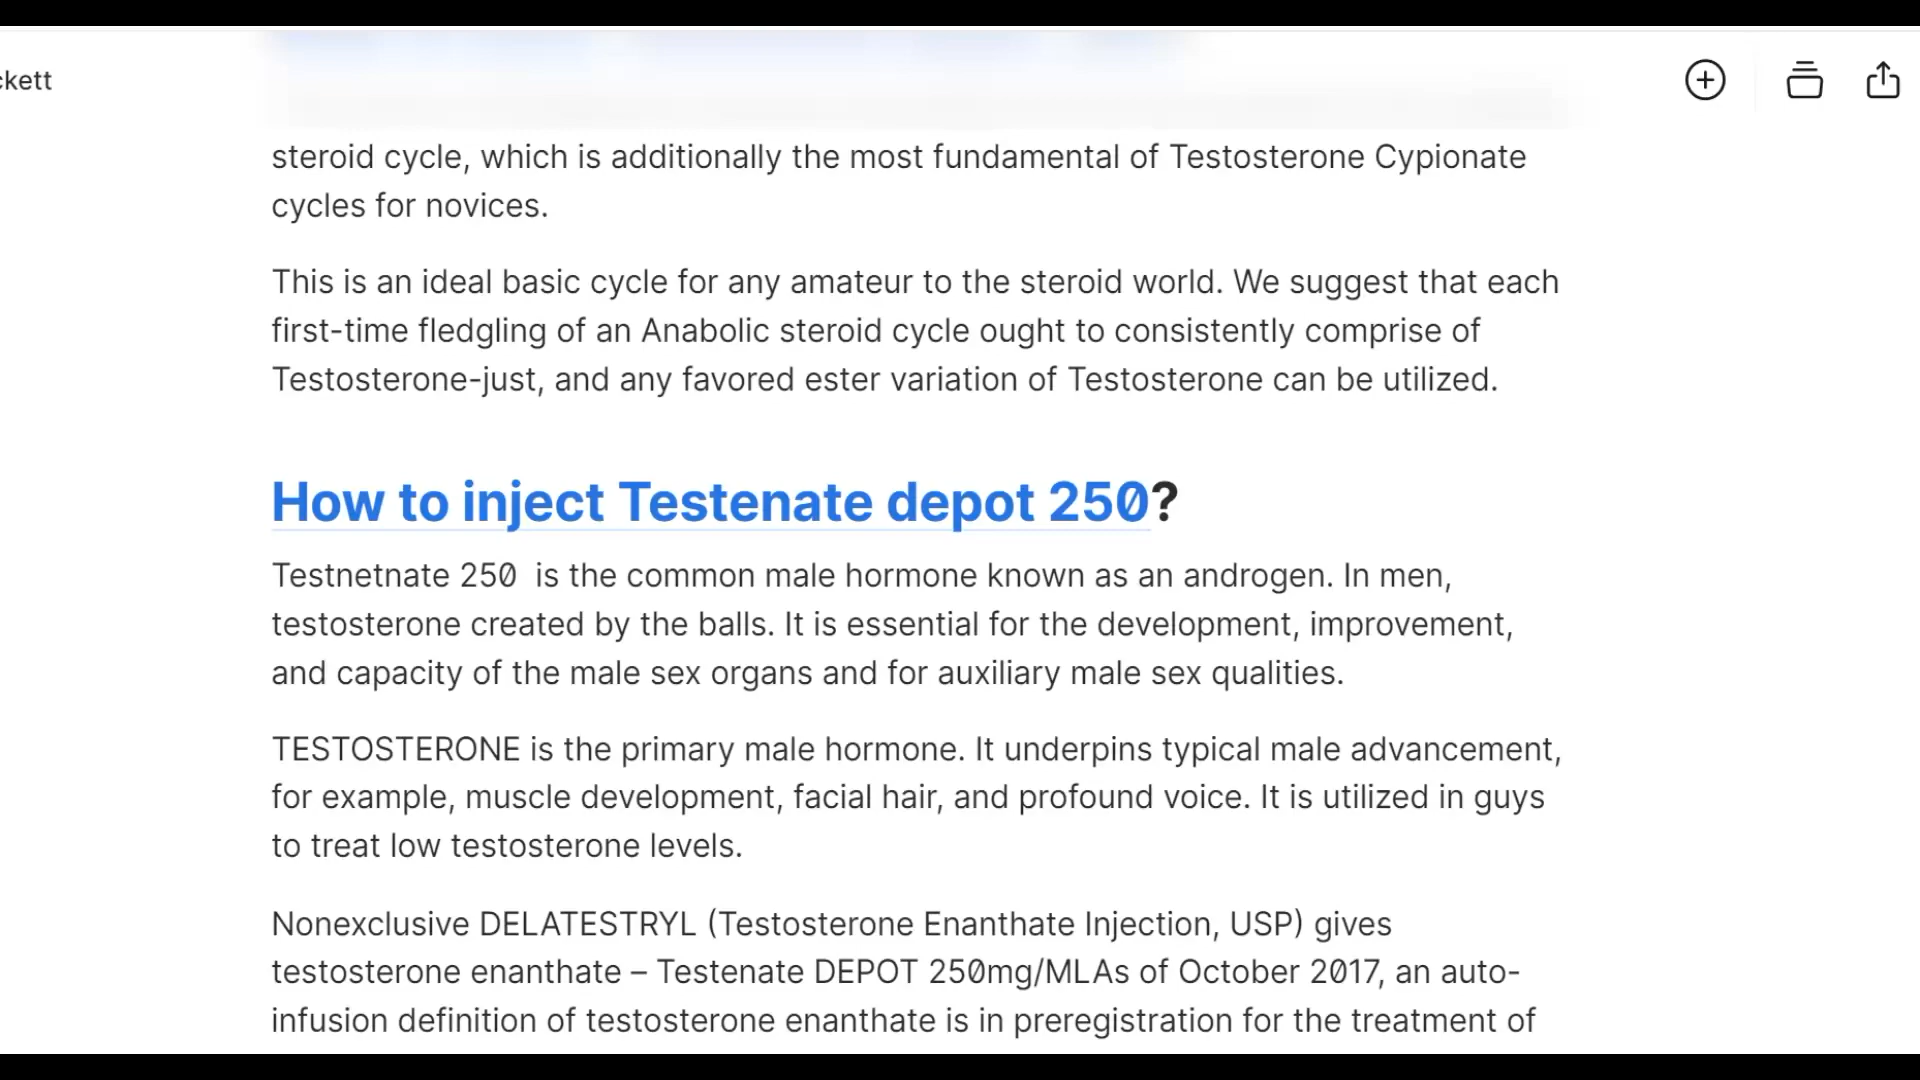 ckett
steroid cycle, which is additionally the most fundamental of Testosterone Cypionate
cycles for novices.
This is an ideal basic cycle for any amateur to the steroid world. We suggest that each
first-time fledgling of an Anabolic steroid cycle ought to consistently comprise of
Testosterone-just, and any favored ester variation of Testosterone can be utilized.
How to inject Testenate depot 250?
Testnetnate 250  is the common male hormone known as an androgen. In men,
testosterone created by the balls. It is essential for the development, improvement,
and capacity of the male sex organs and for auxiliary male sex qualities.
TESTOSTERONE is the primary male hormone. It underpins typical male advancement,
for example, muscle development, facial hair, and profound voice. It is utilized in guys
to treat low testosterone levels.
Nonexclusive DELATESTRYL (Testosterone Enanthate Injection, USP) gives
testosterone enanthate – Testenate DEPOT 250mg/MLAs of October 2017, an auto-
infusion definition of testosterone enanthate is in preregistration for the treatment of